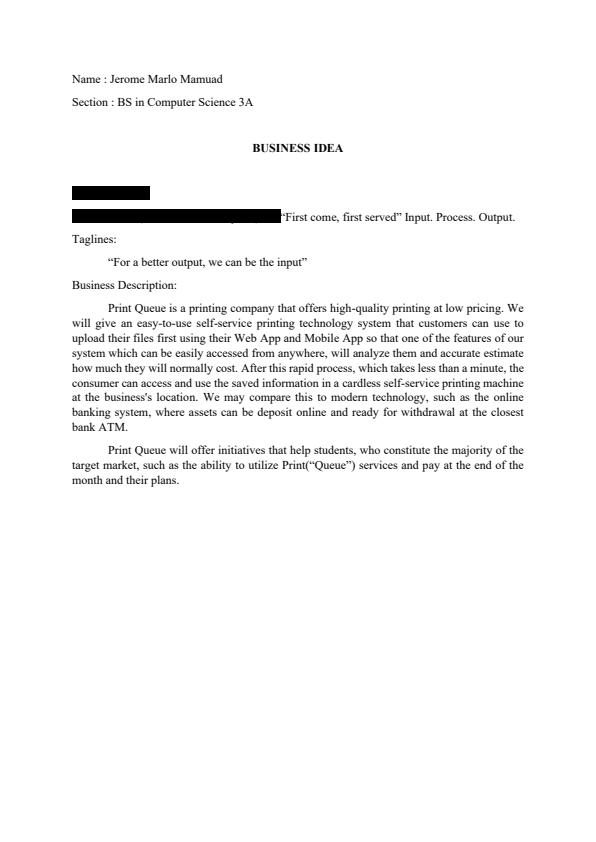 Name : Jerome Marlo Mamuad
Section : BS in Computer Science 3A
BUSINESS IDEA
“First come, first served” Input. Process. Output.
Taglines:
“For a better output, we can be the input”
Business Description:
Print Queue is a printing company that offers high-quality printing at low pricing. We
will give an easy-to-use self-service printing technology system that customers can use to
upload their files first using their Web App and Mobile App so that one of the features of our
system which can be easily accessed from anywhere, will analyze them and accurate estimate
how much they will normally cost. After this rapid process, which takes less than a minute, the
consumer can access and use the saved information in a cardless self-service printing machine
at the business's location. We may compare this to modern technology, such as the online
banking system, where assets can be deposit online and ready for withdrawal at the closest
bank ATM.
Print Queue will offer initiatives that help students, who constitute the majority of the
target market, such as the ability to utilize Print(“Queue”) services and pay at the end of the
month and their plans.